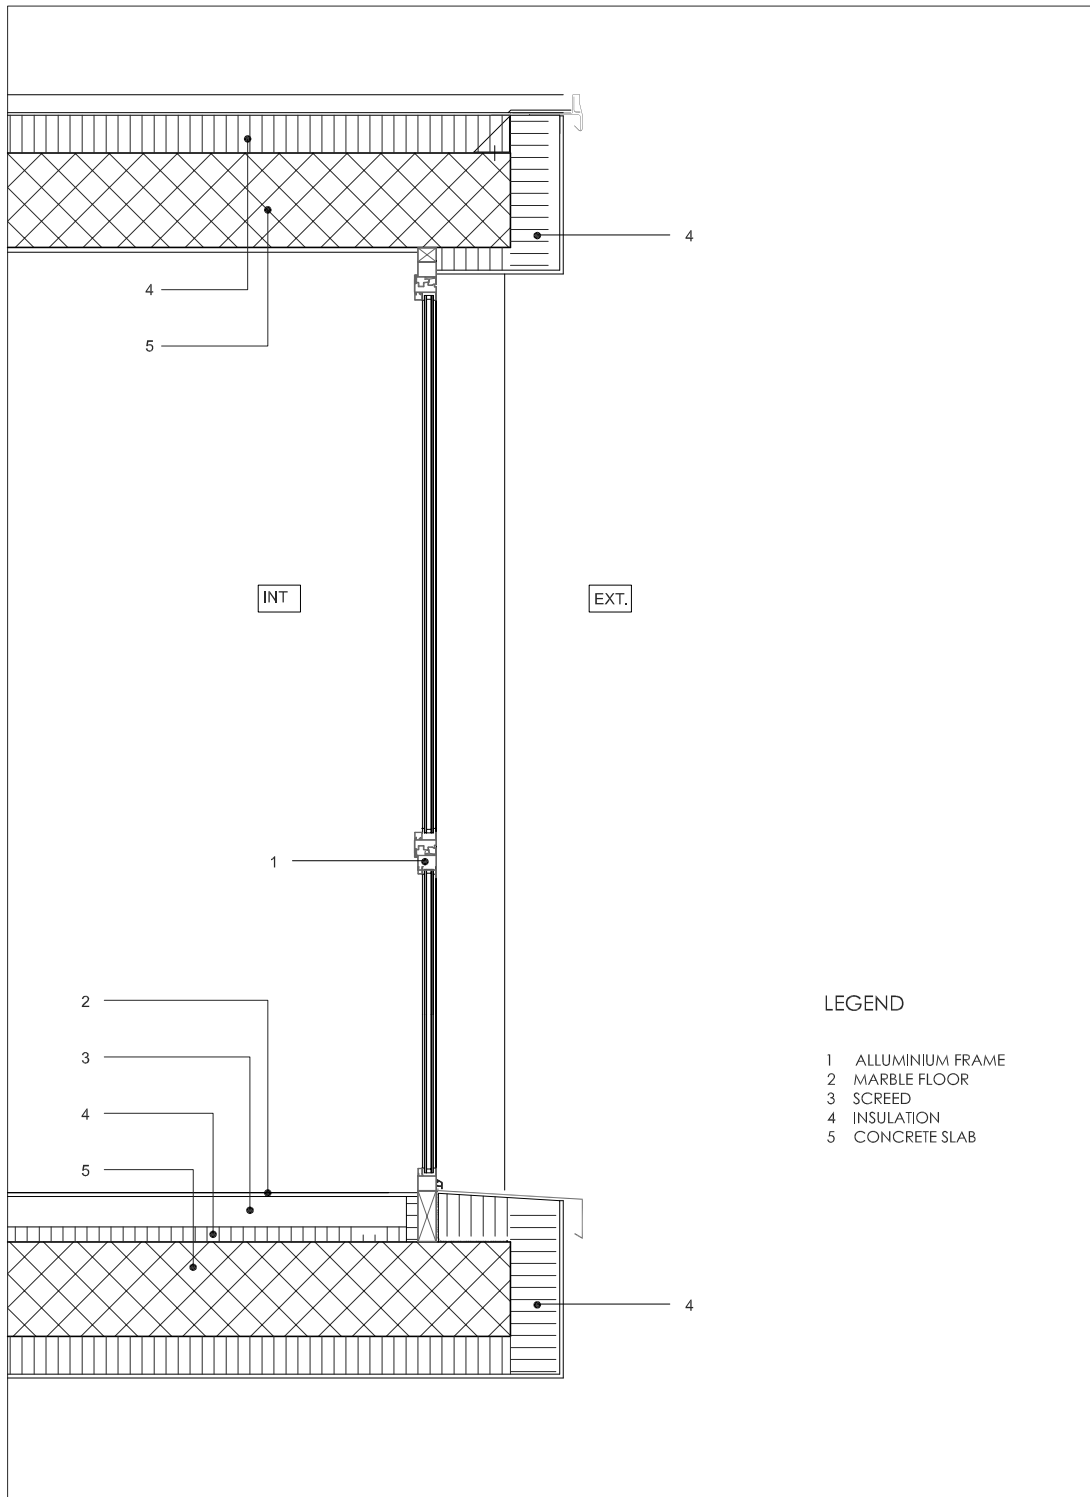 4
4
5
INT
EXT.
1
2
3
4
5
4
LEGEND
1 ALLUMINIUM FRAME
2 MARBLE FLOOR
3 SCREED
4 INSULATION
5 CONCRETE SLAB